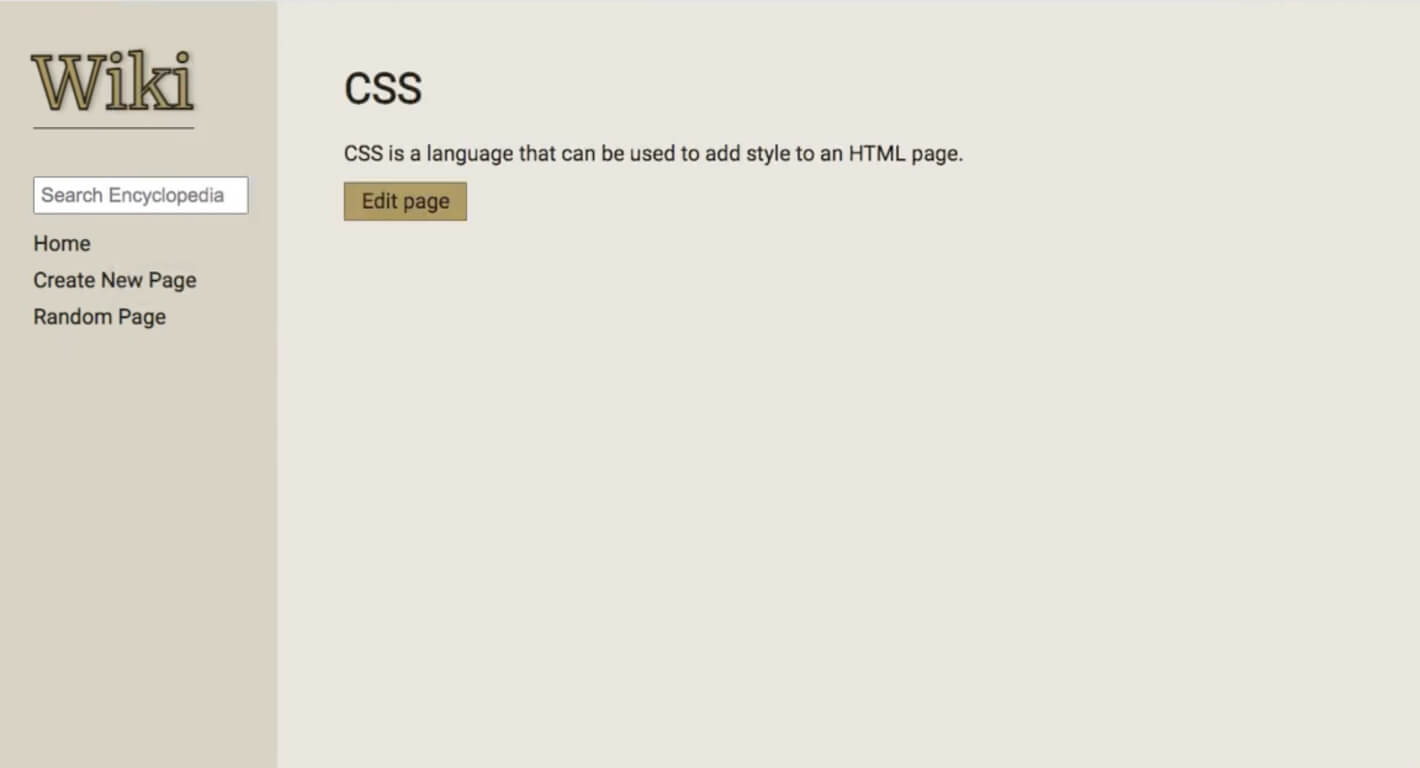 Wiki
Search Encyclopedia
Home
Create New Page
Random Page
CSS
CSS is a language that can be used to add style to an HTML page.
Edit page